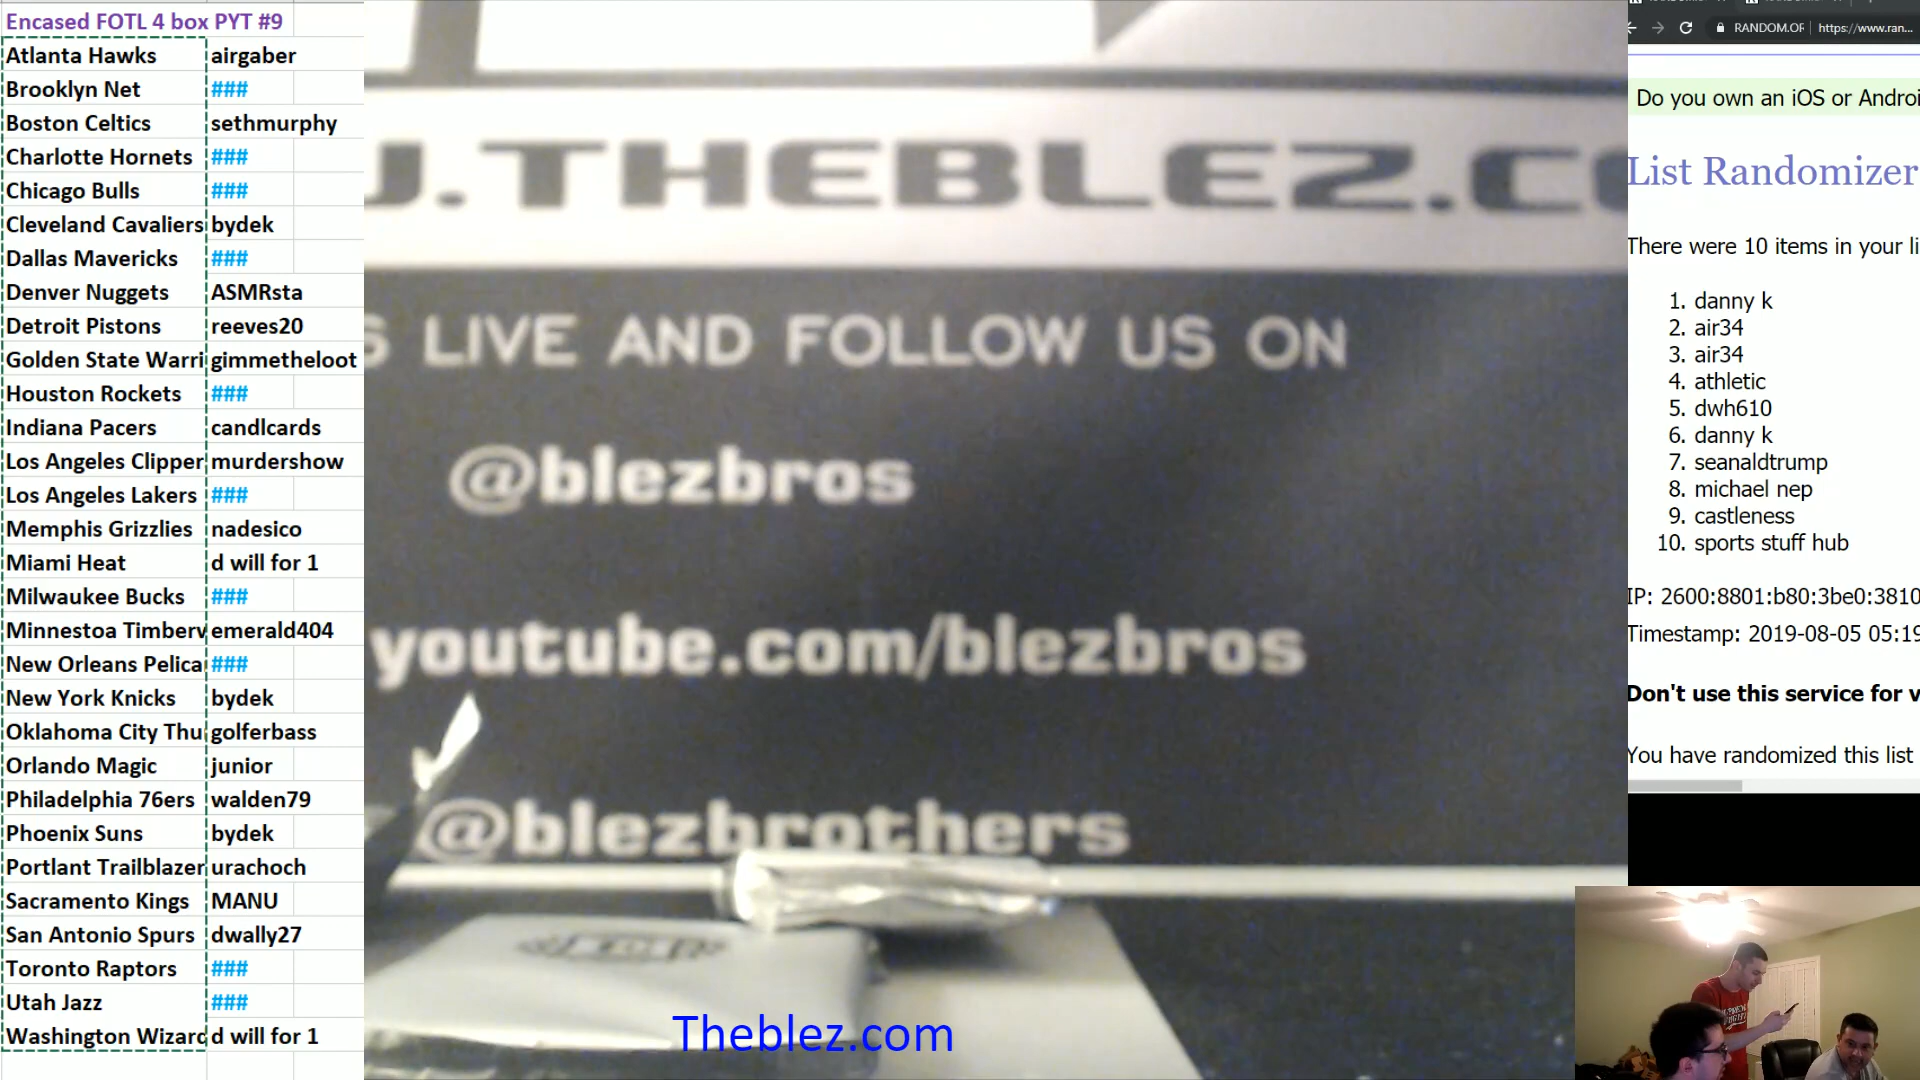 Encased FOTL 4 box PYT #9
Atlanta Hawks airgaber
Brooklyn Net ###
Boston Celtics sethmurphy
Charlotte Hornets ###
Chicago Bulls ###
Cleveland Cavaliers bydek
Dallas Mavericks ###
Denver Nuggets ASMRsta
Detroit Pistons reeves20
Golden State Warri gimmetheloot
Houston Rockets ###
Indiana Pacers candlcards
Los Angeles Clipper murdershow
Los Angeles Lakers ###
Memphis Grizzlies nadesico
Miami Heat d will for 1
Milwaukee Bucks ###
Minnestoa Timberv emerald404
New Orleans Pelica ###
New York Knicks bydek
Oklahoma City Thu golferbass
Orlando Magic junior
Philadelphia 76ers walden79
Phoenix Suns bydek
Portlant Trailblazer urachoch
Sacramento Kings MANU
San Antonio Spurs dwally27
Toronto Raptors ###
Utah Jazz ###
Washington Wizard d will for 1
J.THEBLEZ.CO
S LIVE AND FOLLOW US ON
@blezbros
youtube.com/blezbros
@blezbrothers
Theblez.com
RANDOM.OR https://www.ran...
Do you own an iOS or Androi
List Randomizer
There were 10 items in your li
1. danny k
2. air34
3. air34
4. athletic
5. dwh610
6. danny k
7. seanaldtrump
8. michael nep
9. castleness
10. sports stuff hub
IP: 2600:8801:b80:3be0:3810
Timestamp: 2019-08-05 05:19
Don't use this service for v
You have randomized this list